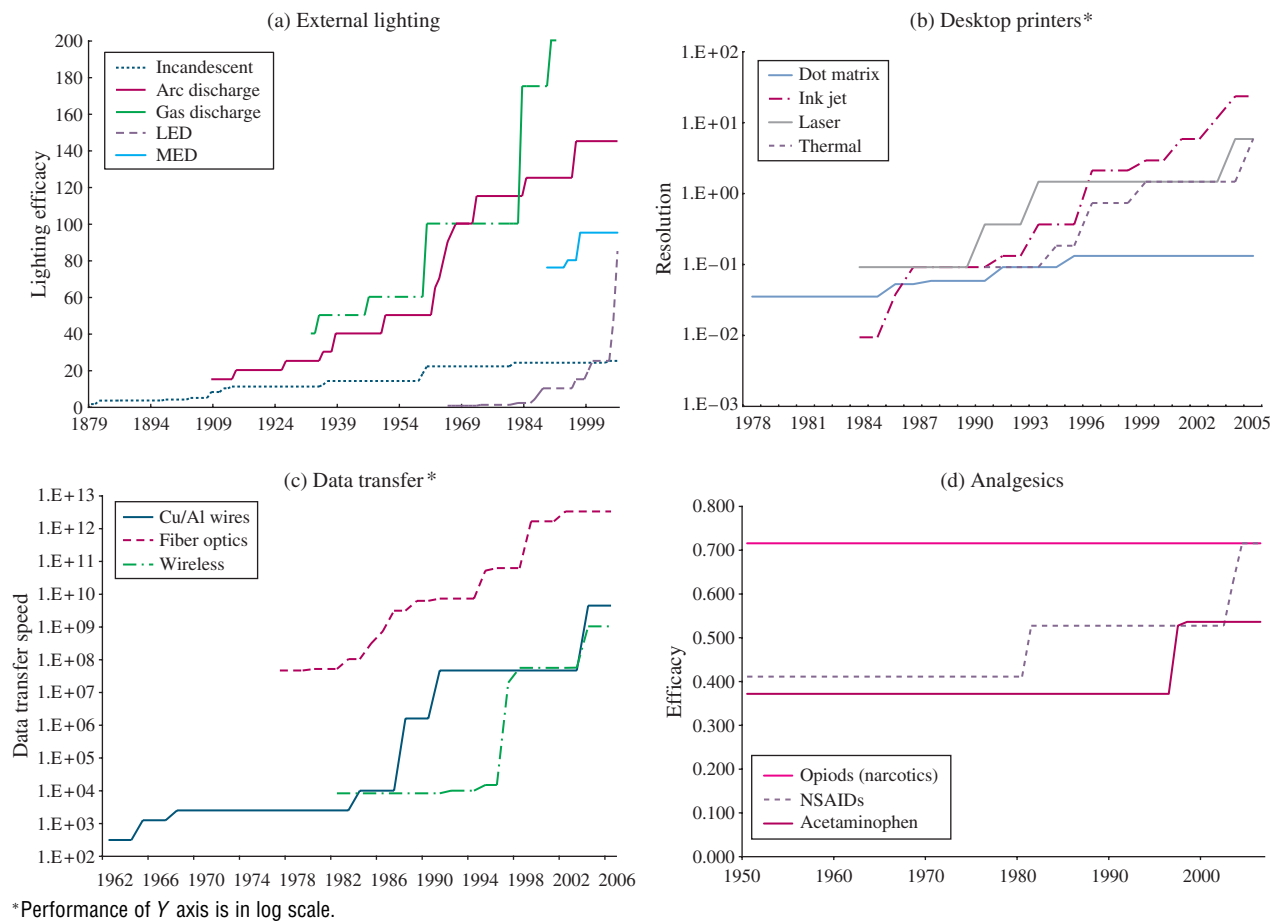 (a) External lighting
200
180
160
140
120
100
80
60
40
20
0
Lighting efficacy
Incandescent
Arc discharge
Gas discharge
LED
MED
1879 1894 1909 1924 1939 1954 1969 1984 1999
(b) Desktop printers*
1.E+02
1.E+01
1.E+00
1.E−01
1.E−02
1.E−03
Resolution
Dot matrix
Ink jet
Laser
Thermal
1978 1981 1984 1987 1990 1993 1996 1999 2002 2005
(c) Data transfer*
1.E+13
1.E+12
1.E+11
1.E+10
1.E+09
1.E+08
1.E+07
1.E+06
1.E+05
1.E+04
1.E+03
1.E+02
Data transfer speed
Cu/Al wires
Fiber optics
Wireless
1962 1966 1970 1974 1978 1982 1986 1990 1994 1998 2002 2006
(d) Analgesics
0.800
0.700
0.600
0.500
0.400
0.300
0.200
0.100
0.000
Efficacy
Opiods (narcotics)
NSAIDs
Acetaminophen
1950 1960 1970 1980 1990 2000
*Performance of Y axis is in log scale.